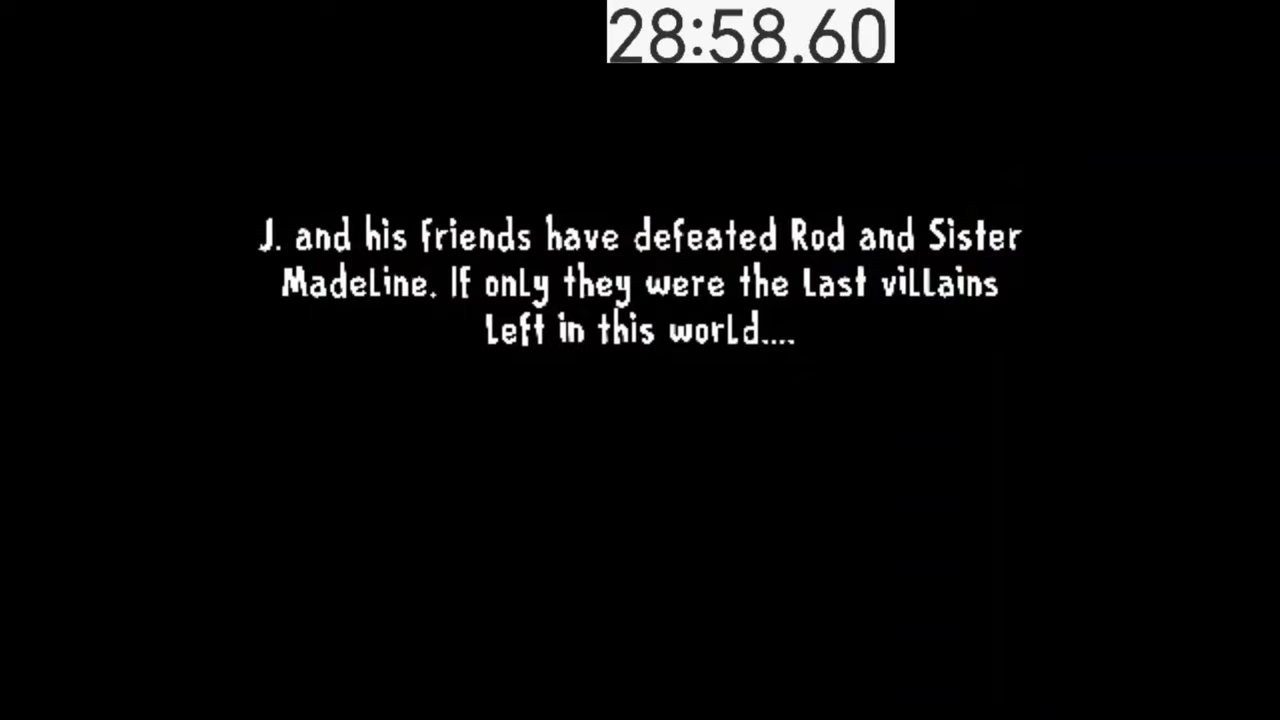 28:58.60
J. and his friends have defeated Rod and Sister
Madeline. If only they were the last villains
left in this world....